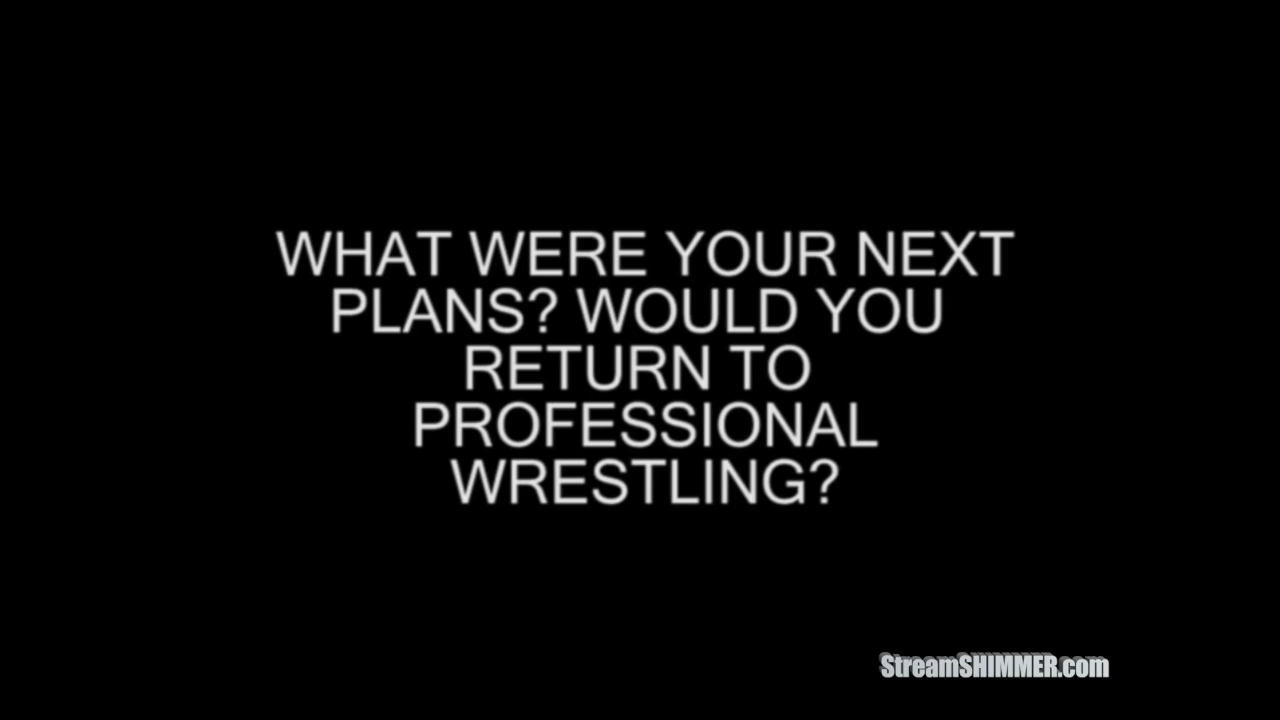 WHAT WERE YOUR NEXT
PLANS? WOULD YOU
RETURN TO
PROFESSIONAL
WRESTLING?
StreamSHIMMER.com